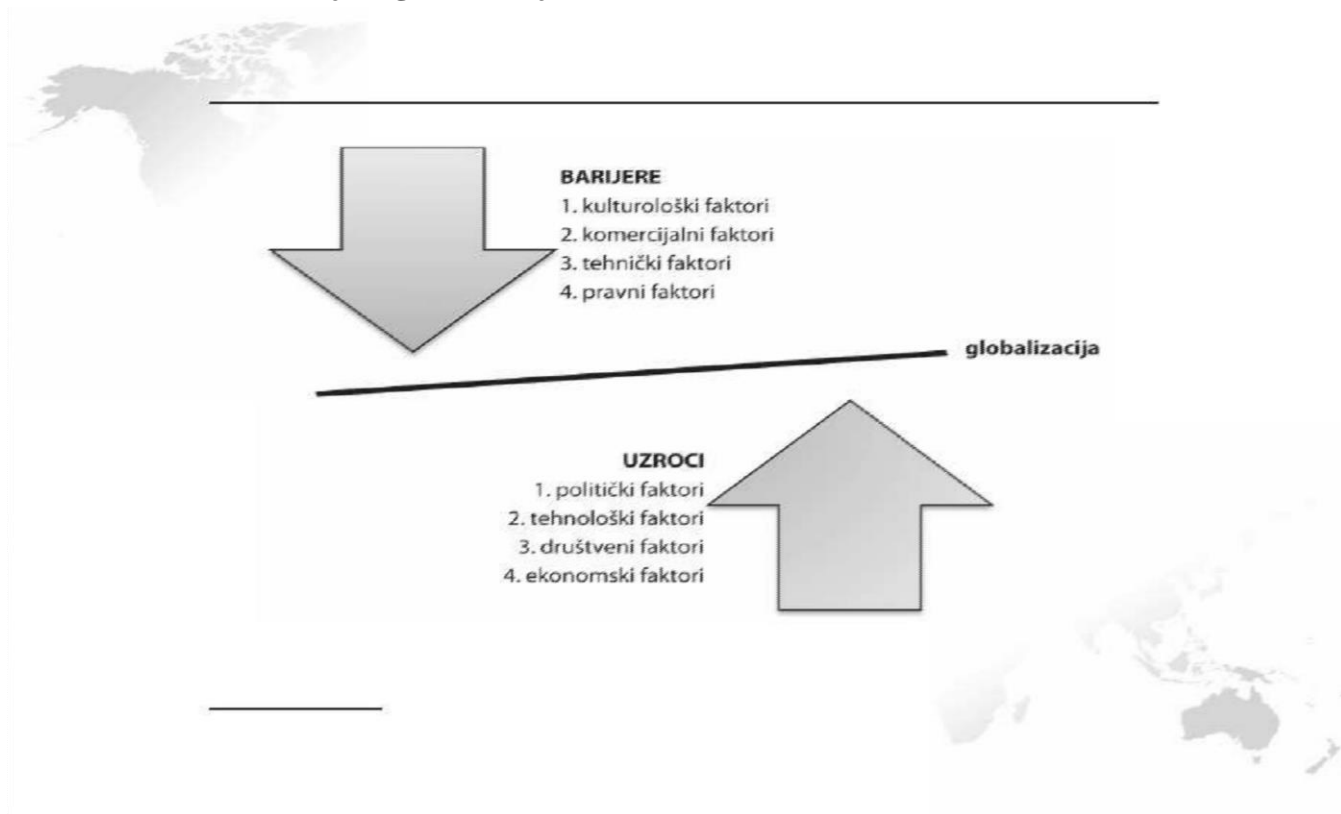 BARIJERE
1. kulturološki faktori
2. komercijalni faktori
3. tehnički faktori
4. pravni faktori
globalizacija
UZROCI
1. politički faktori
2. tehnološki faktori
3. društveni faktori
4. ekonomski faktori